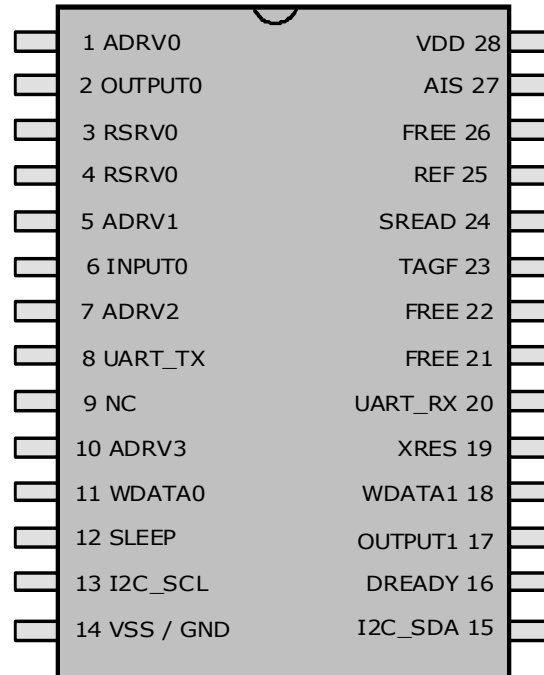 1 ADRV0
VDD 28
2 OUTPUT0
AIS 27
3 RSRV0
FREE 26
4 RSRV0
REF 25
5 ADRV1
SREAD 24
6 INPUT0
TAGF 23
7 ADRV2
FREE 22
8 UART_TX
FREE 21
9 NC
UART_RX 20
10 ADRV3
XRES 19
11 WDATA0
WDATA1 18
12 SLEEP
OUTPUT1 17
13 I2C_SCL
DREADY 16
14 VSS / GND
I2C_SDA 15